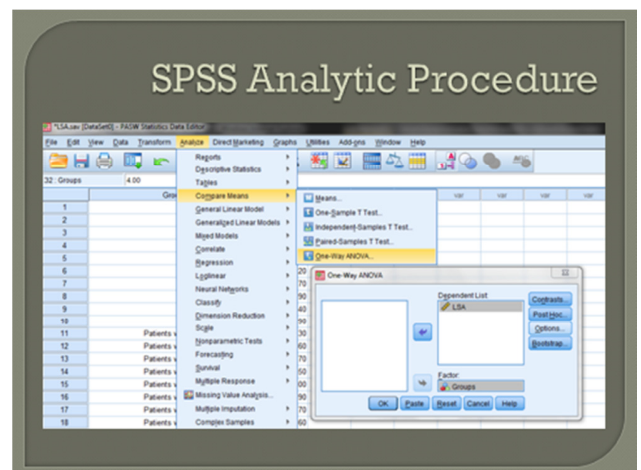 SPSS Analytic Procedure
*LSA.sav [DataSet0] - PASW Statistics Data Editor
File Edit View Data Transform Analyze Direct Marketing Graphs Utilities Add-ons Window Help
32 : Groups 4.00
var var var var
Reports
Descriptive Statistics
Tables
Compare Means
General Linear Model
Generalized Linear Models
Mixed Models
Correlate
Regression
Loglinear
Neural Networks
Classify
Dimension Reduction
Scale
Nonparametric Tests
Forecasting
Survival
Multiple Response
Missing Value Analysis...
Multiple Imputation
Complex Samples
Means...
One-Sample T Test...
Independent-Samples T Test...
Paired-Samples T Test...
One-Way ANOVA...
1
2
3
4
5
6
7
8
9
10
11 Patients
12 Patients
13 Patients
14 Patients
15 Patients
16 Patients
17 Patients
18 Patients
One-Way ANOVA
Dependent List
LSA
Factor:
Groups
Contrasts...
Post Hoc...
Options...
Bootstrap...
OK Paste Reset Cancel Help